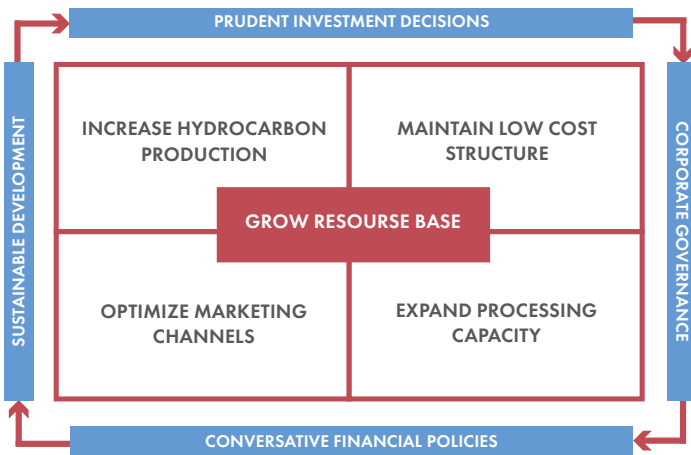 PRUDENT INVESTMENT DECISIONS
SUSTAINABLE DEVELOPMENT
INCREASE HYDROCARBON
PRODUCTION
MAINTAIN LOW COST
STRUCTURE
CORPORATE GOVERNANCE
GROW RESOURSE BASE
OPTIMIZE MARKETING
CHANNELS
EXPAND PROCESSING
CAPACITY
CONVERSATIVE FINANCIAL POLICIES